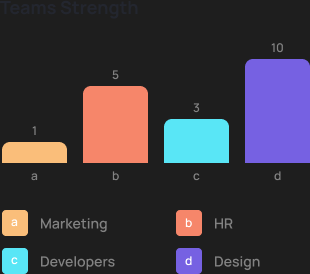 Teams Strength
10
5
3
1
a b c d
a Marketing b HR
c Developers d Design